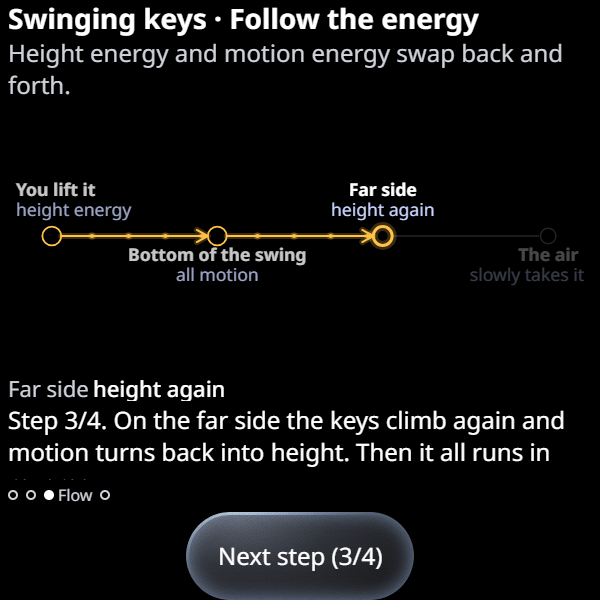 Swinging keys · Follow the energy
Height energy and motion energy swap back and
forth.
You lift it
height energy
Far side
height again
Bottom of the swing
all motion
The air
slowly takes it
Far side height again
Step 3/4. On the far side the keys climb again and
motion turns back into height. Then it all runs in
Flow
Next step (3/4)